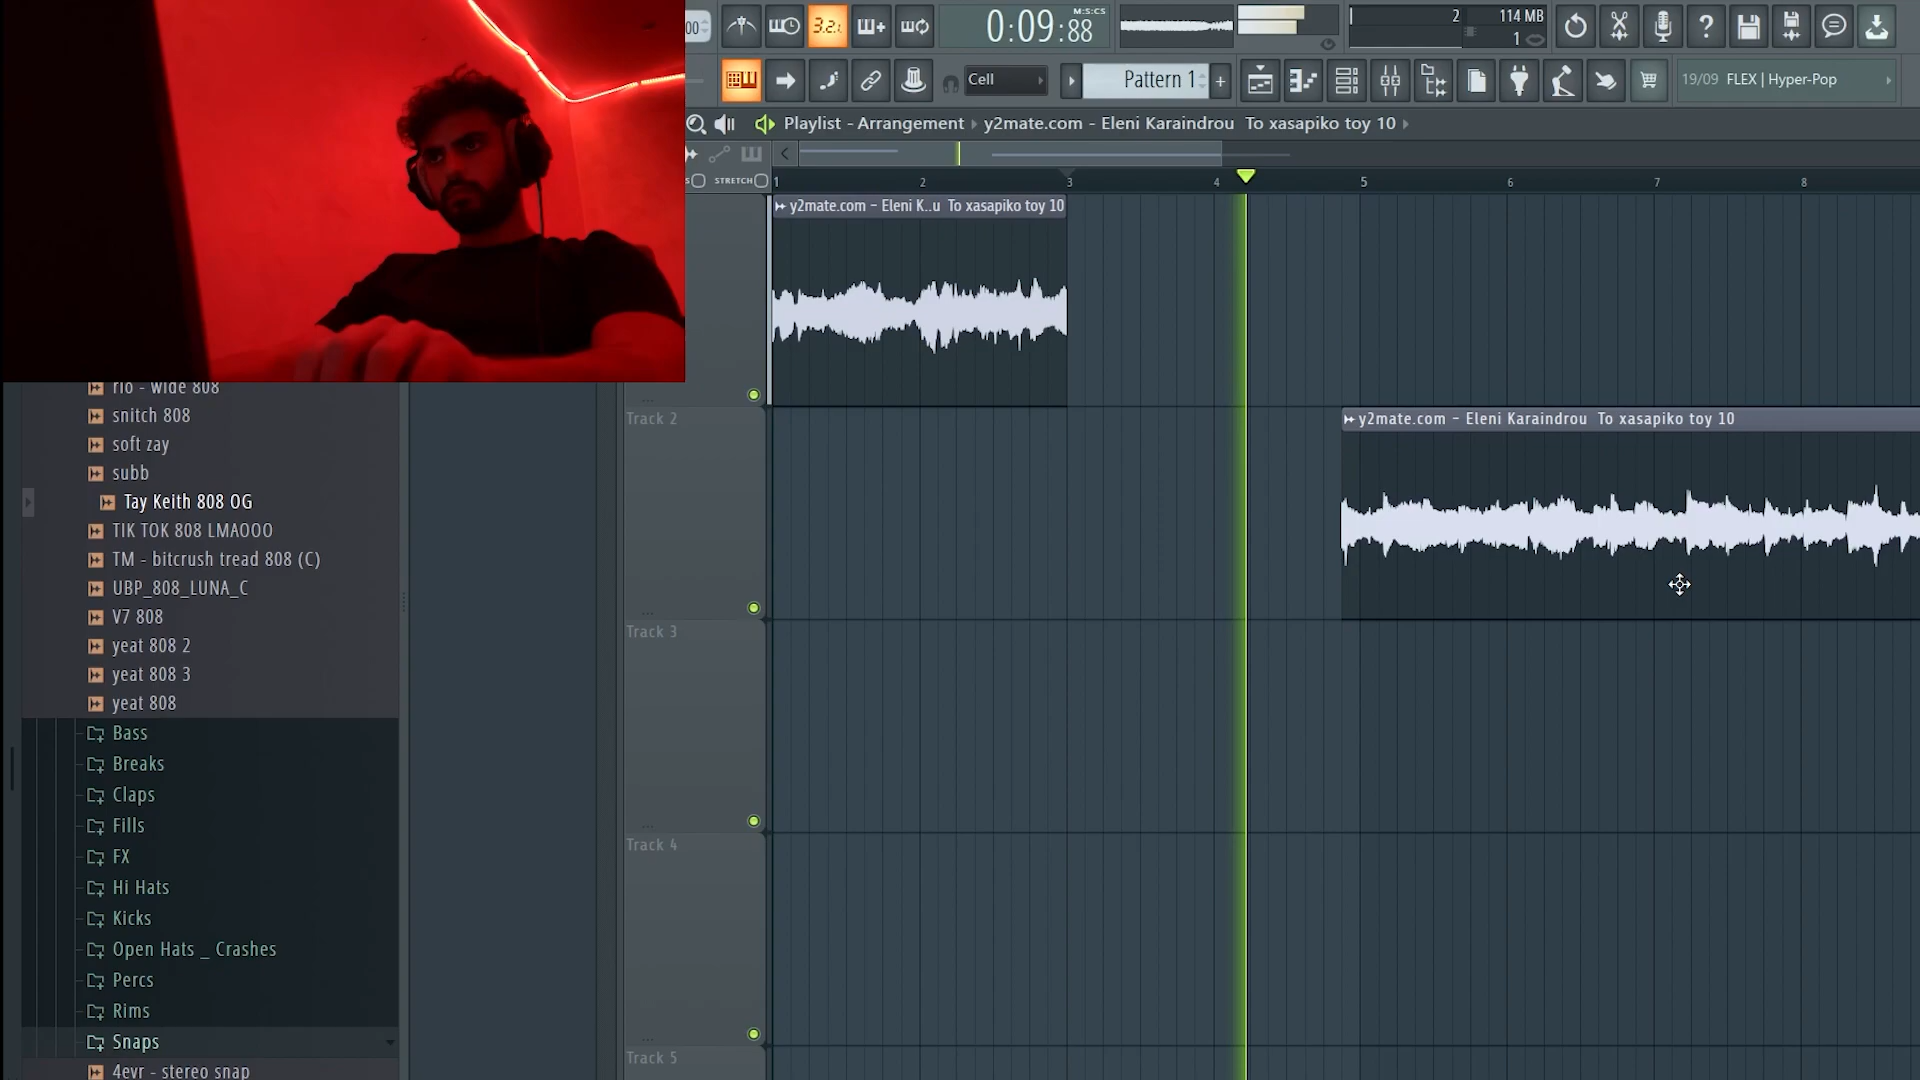 00
3.2.
0:09:88
M:S:CS
2
114 MB
1
Cell
Pattern 1
+
19/09 FLEX | Hyper-Pop
Playlist - Arrangement
y2mate.com - Eleni Karaindrou To xasapiko toy 10
S
STRETCH
1
2
3
4
5
6
7
8
y2mate.com - Eleni K..u To xasapiko toy 10
Track 2
y2mate.com - Eleni Karaindrou To xasapiko toy 10
Track 3
Track 4
Track 5
rio - wide 808
snitch 808
soft zay
subb
Tay Keith 808 OG
TIK TOK 808 LMAOOO
TM - bitcrush tread 808 (C)
UBP_808_LUNA_C
V7 808
yeat 808 2
yeat 808 3
yeat 808
Bass
Breaks
Claps
Fills
FX
Hi Hats
Kicks
Open Hats _ Crashes
Percs
Rims
Snaps
4evr - stereo snap